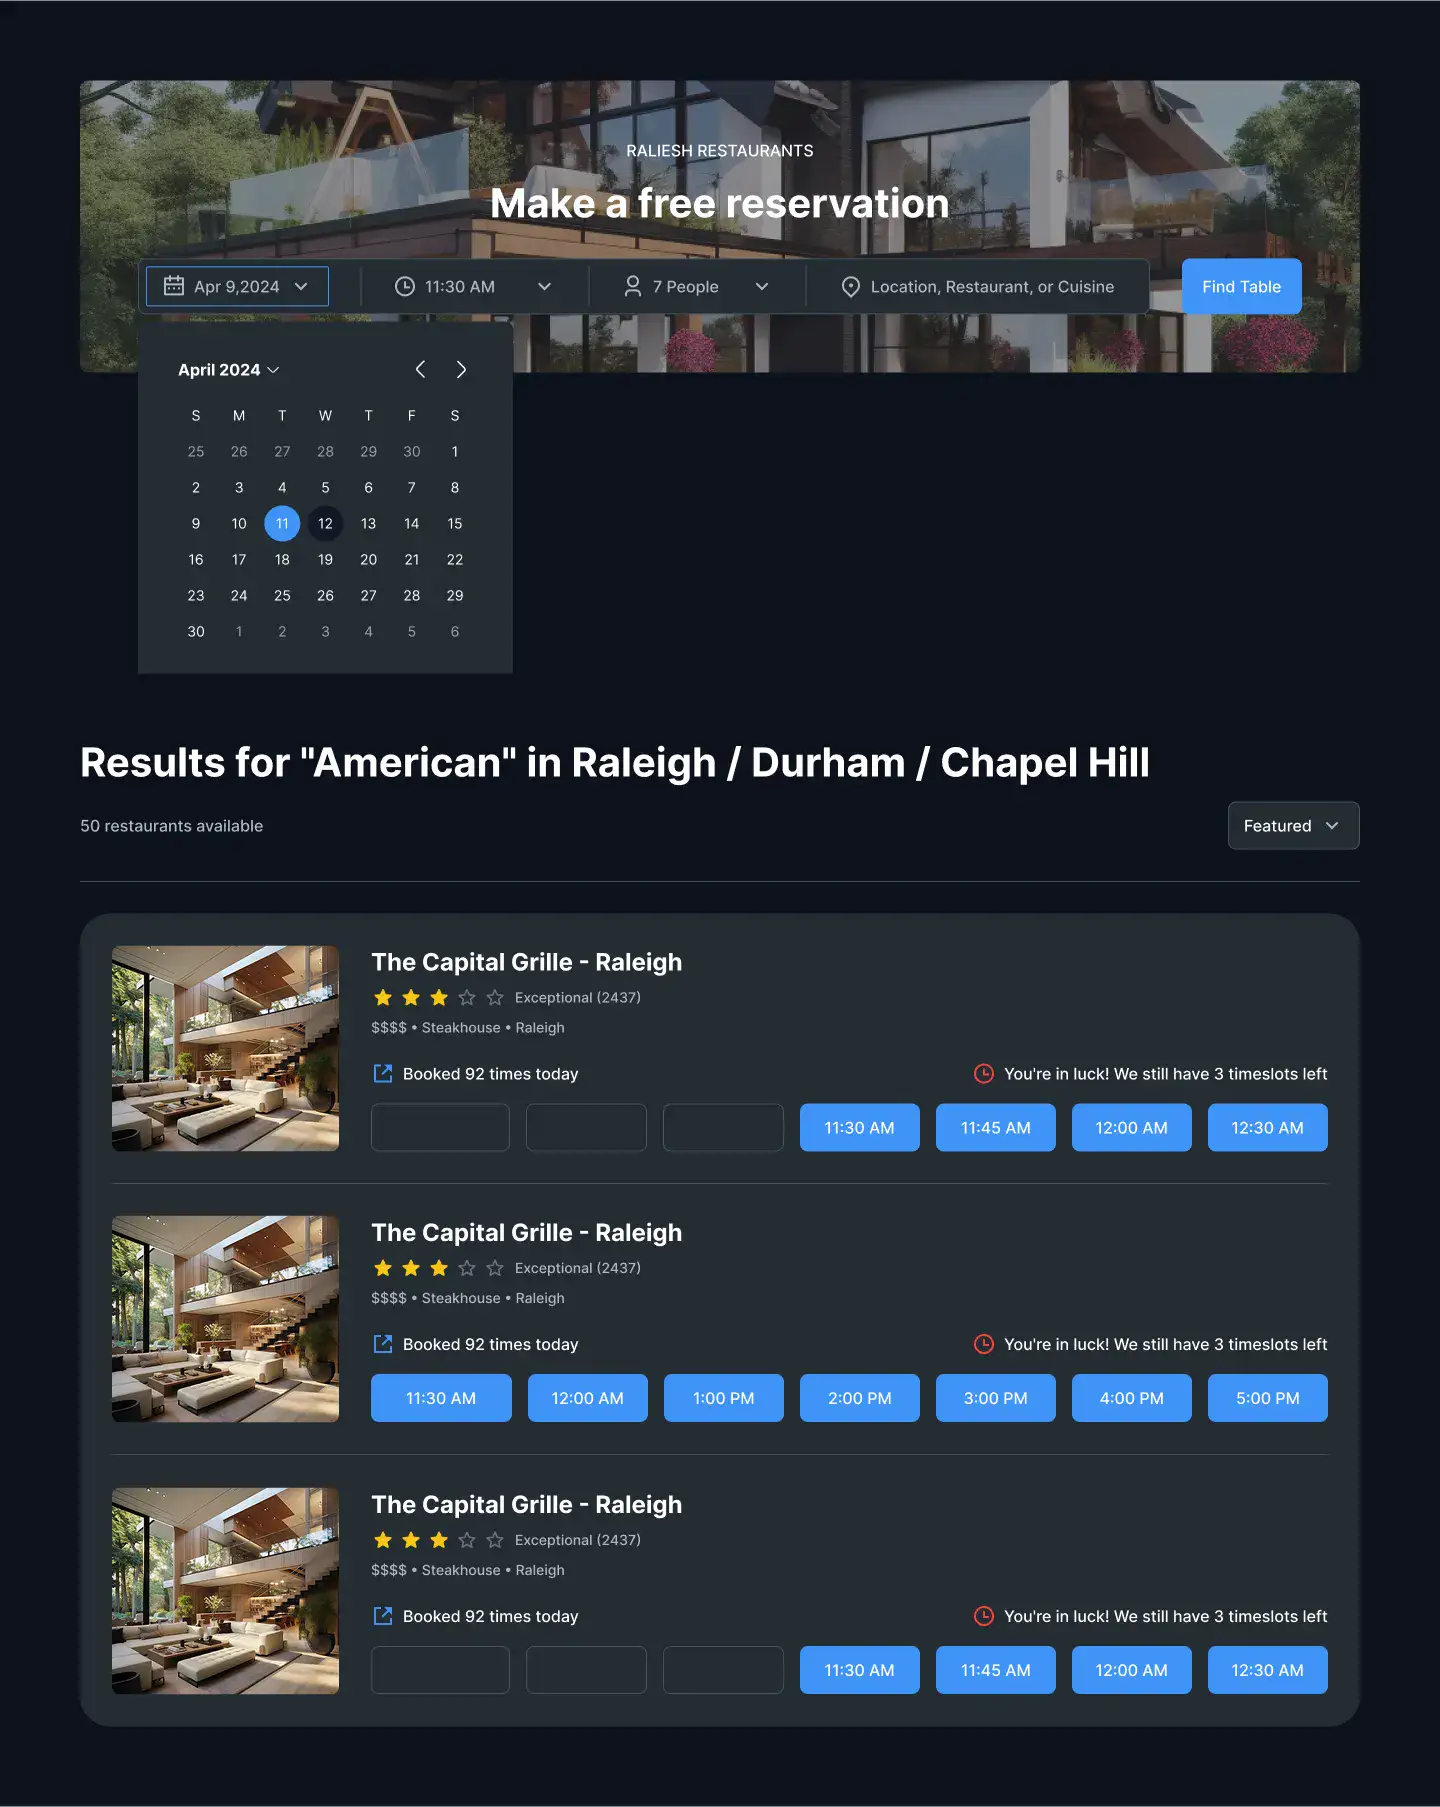 RALIESH RESTAURANTS
Make a free reservation
Apr 9,2024 11:30 AM 7 People Location, Restaurant, or Cuisine Find Table
April 2024
S M T W T F S
25 26 27 28 29 30 1
2 3 4 5 6 7 8
9 10 11 12 13 14 15
16 17 18 19 20 21 22
23 24 25 26 27 28 29
30 1 2 3 4 5 6
Results for "American" in Raleigh / Durham / Chapel Hill
50 restaurants available Featured
The Capital Grille - Raleigh
Exceptional (2437)
$$$$ • Steakhouse • Raleigh
Booked 92 times today You're in luck! We still have 3 timeslots left
11:30 AM 11:45 AM 12:00 AM 12:30 AM
The Capital Grille - Raleigh
Exceptional (2437)
$$$$ • Steakhouse • Raleigh
Booked 92 times today You're in luck! We still have 3 timeslots left
11:30 AM 12:00 AM 1:00 PM 2:00 PM 3:00 PM 4:00 PM 5:00 PM
The Capital Grille - Raleigh
Exceptional (2437)
$$$$ • Steakhouse • Raleigh
Booked 92 times today You're in luck! We still have 3 timeslots left
11:30 AM 11:45 AM 12:00 AM 12:30 AM